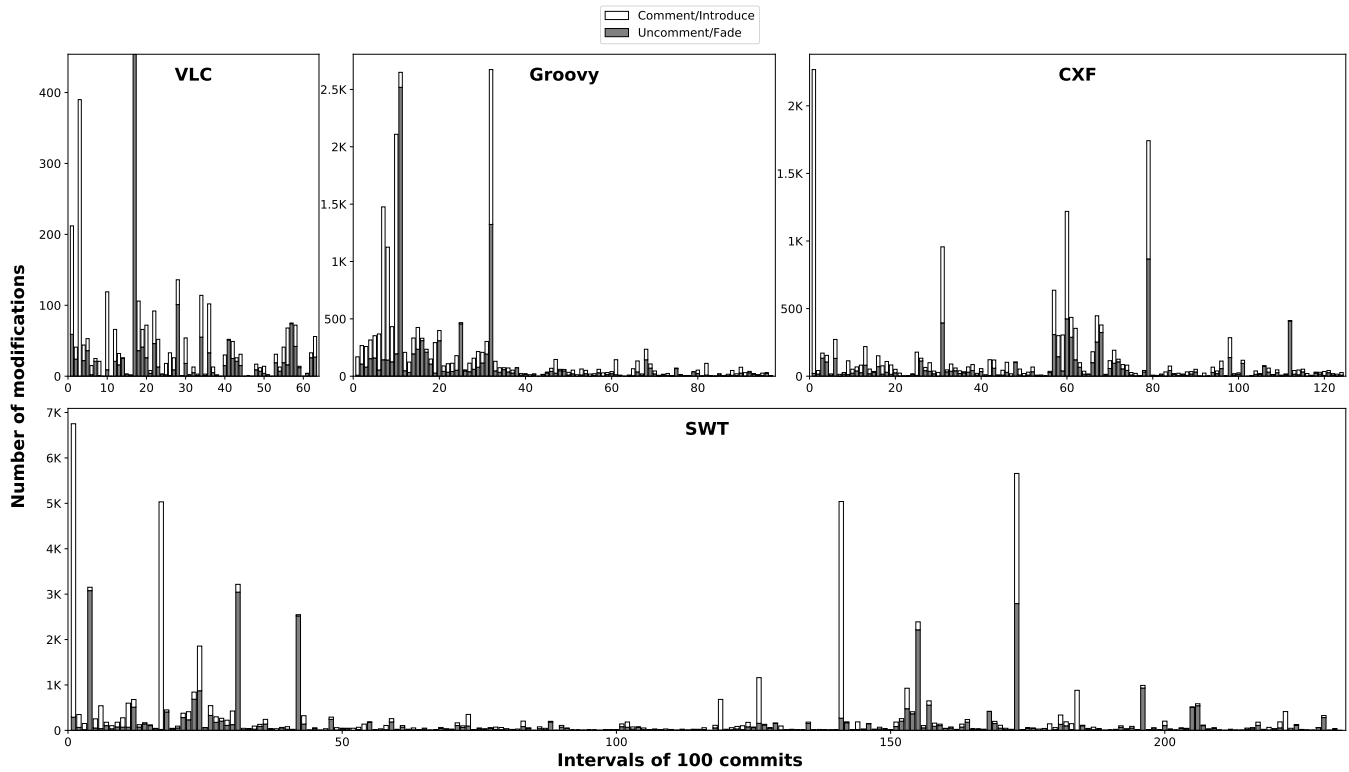 Comment/Introduce
Uncomment/Fade
VLC
Groovy
CXF
400
300
200
100
0
2.5K
2K
1.5K
1K
500
0
2K
1.5K
1K
500
0
0 10 20 30 40 50 60
0 20 40 60 80
0 20 40 60 80 100 120
Number of modifications
SWT
7K
6K
5K
4K
3K
2K
1K
0
0 50 100 150 200
Intervals of 100 commits